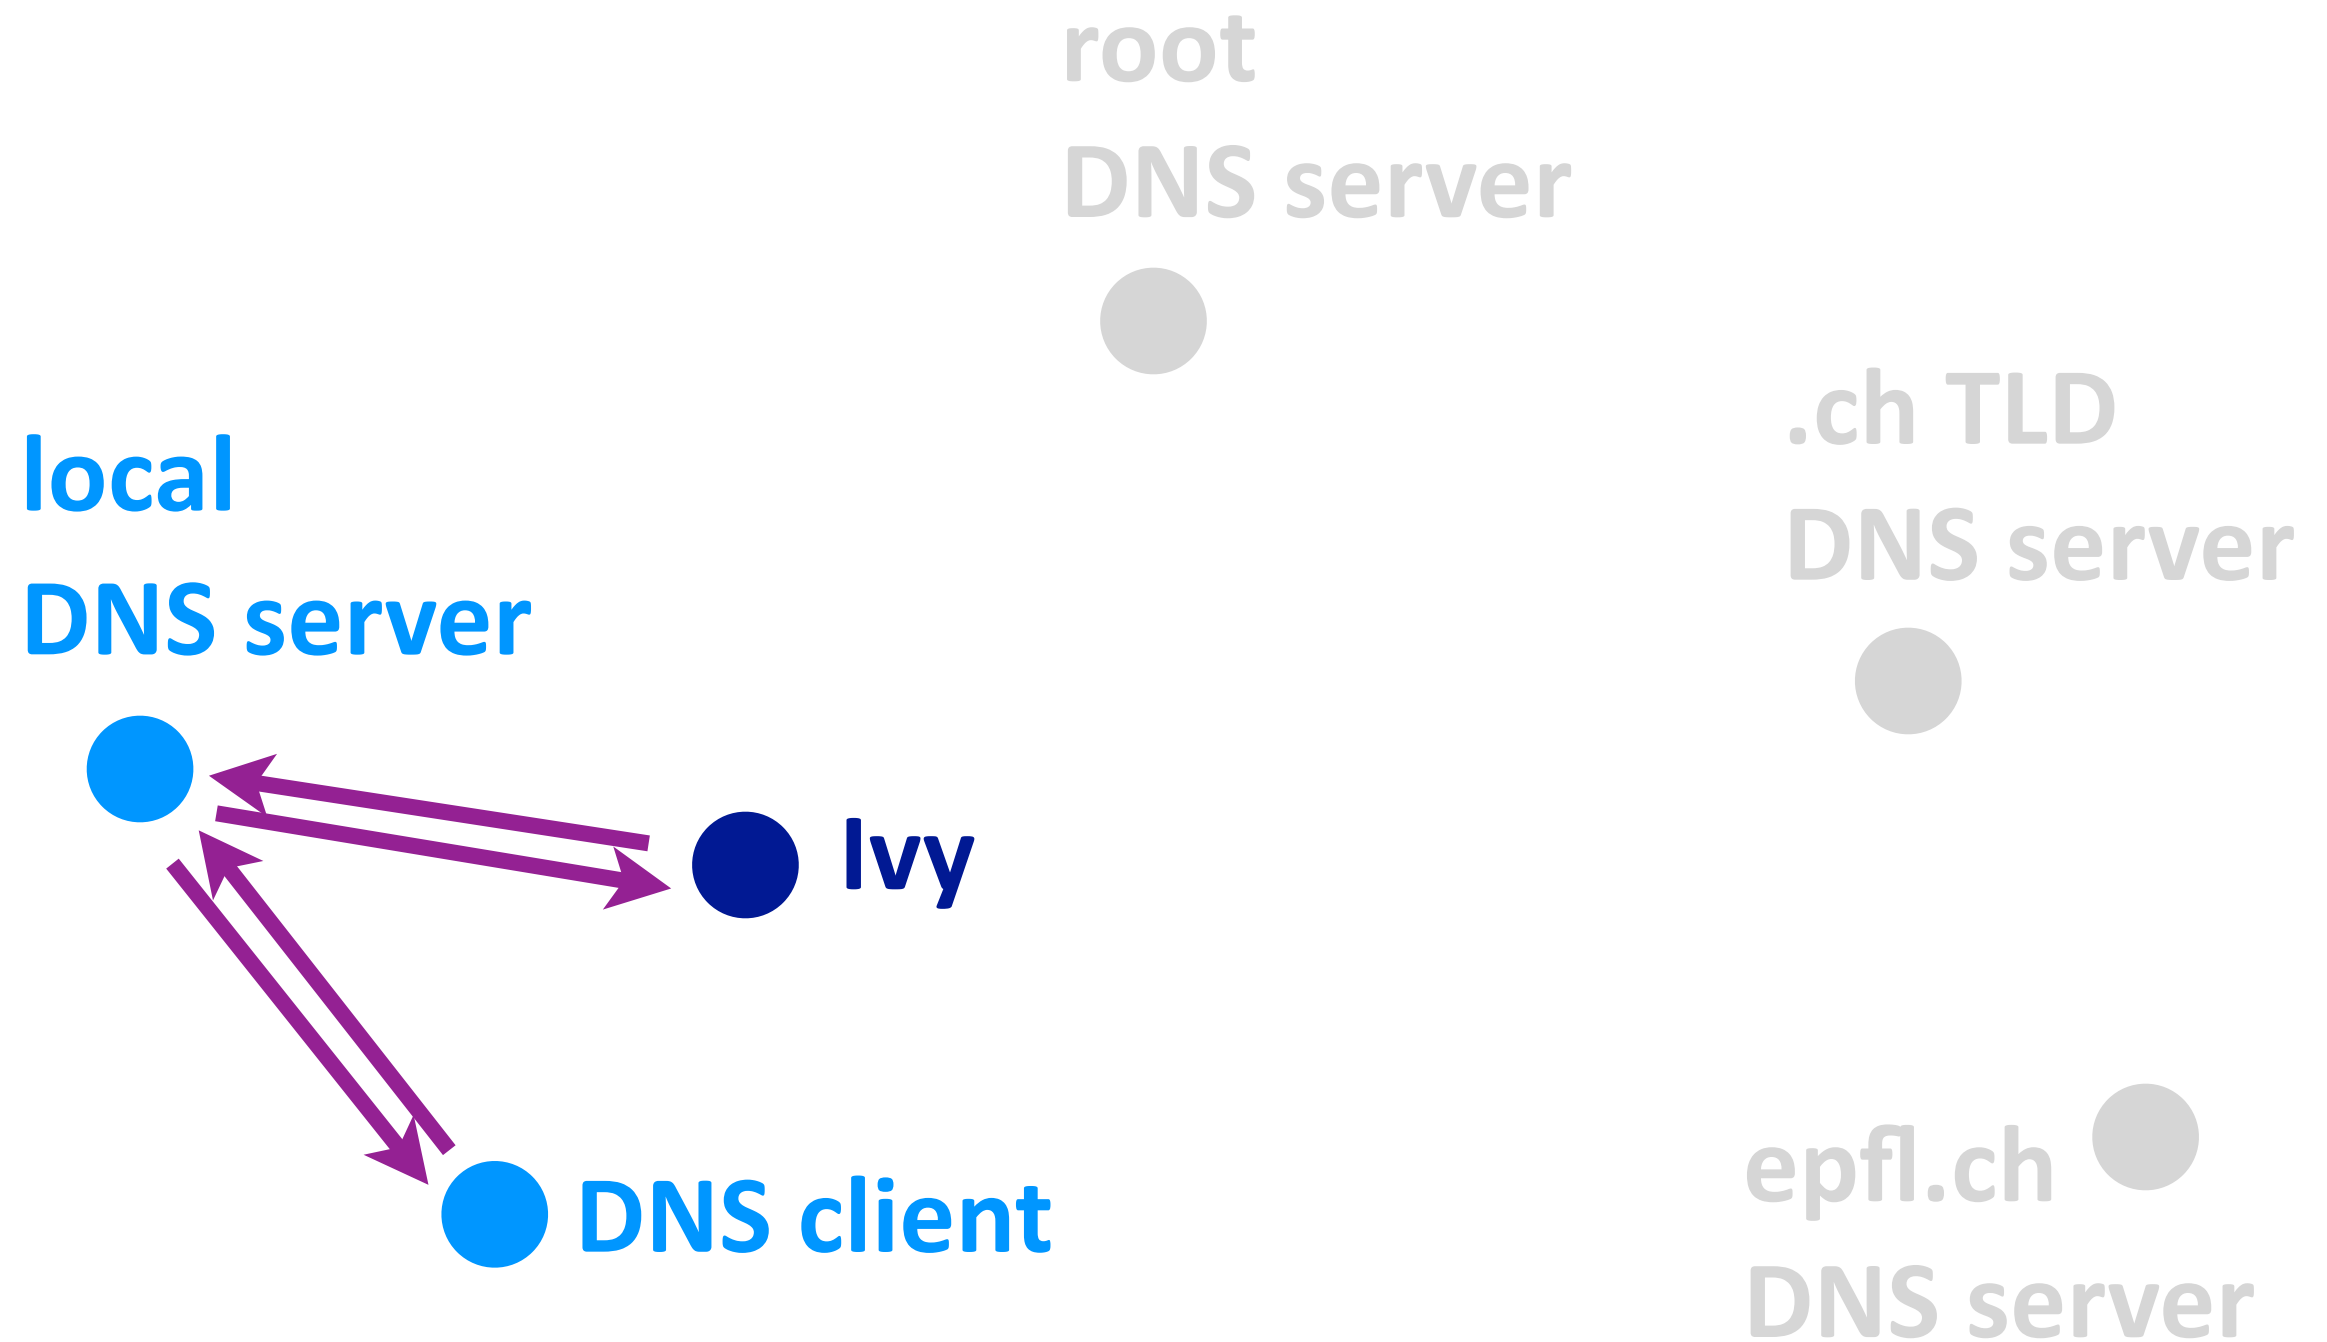 root
DNS server
.ch TLD
DNS server
local
DNS server
Ivy
DNS client
epfl.ch
DNS server